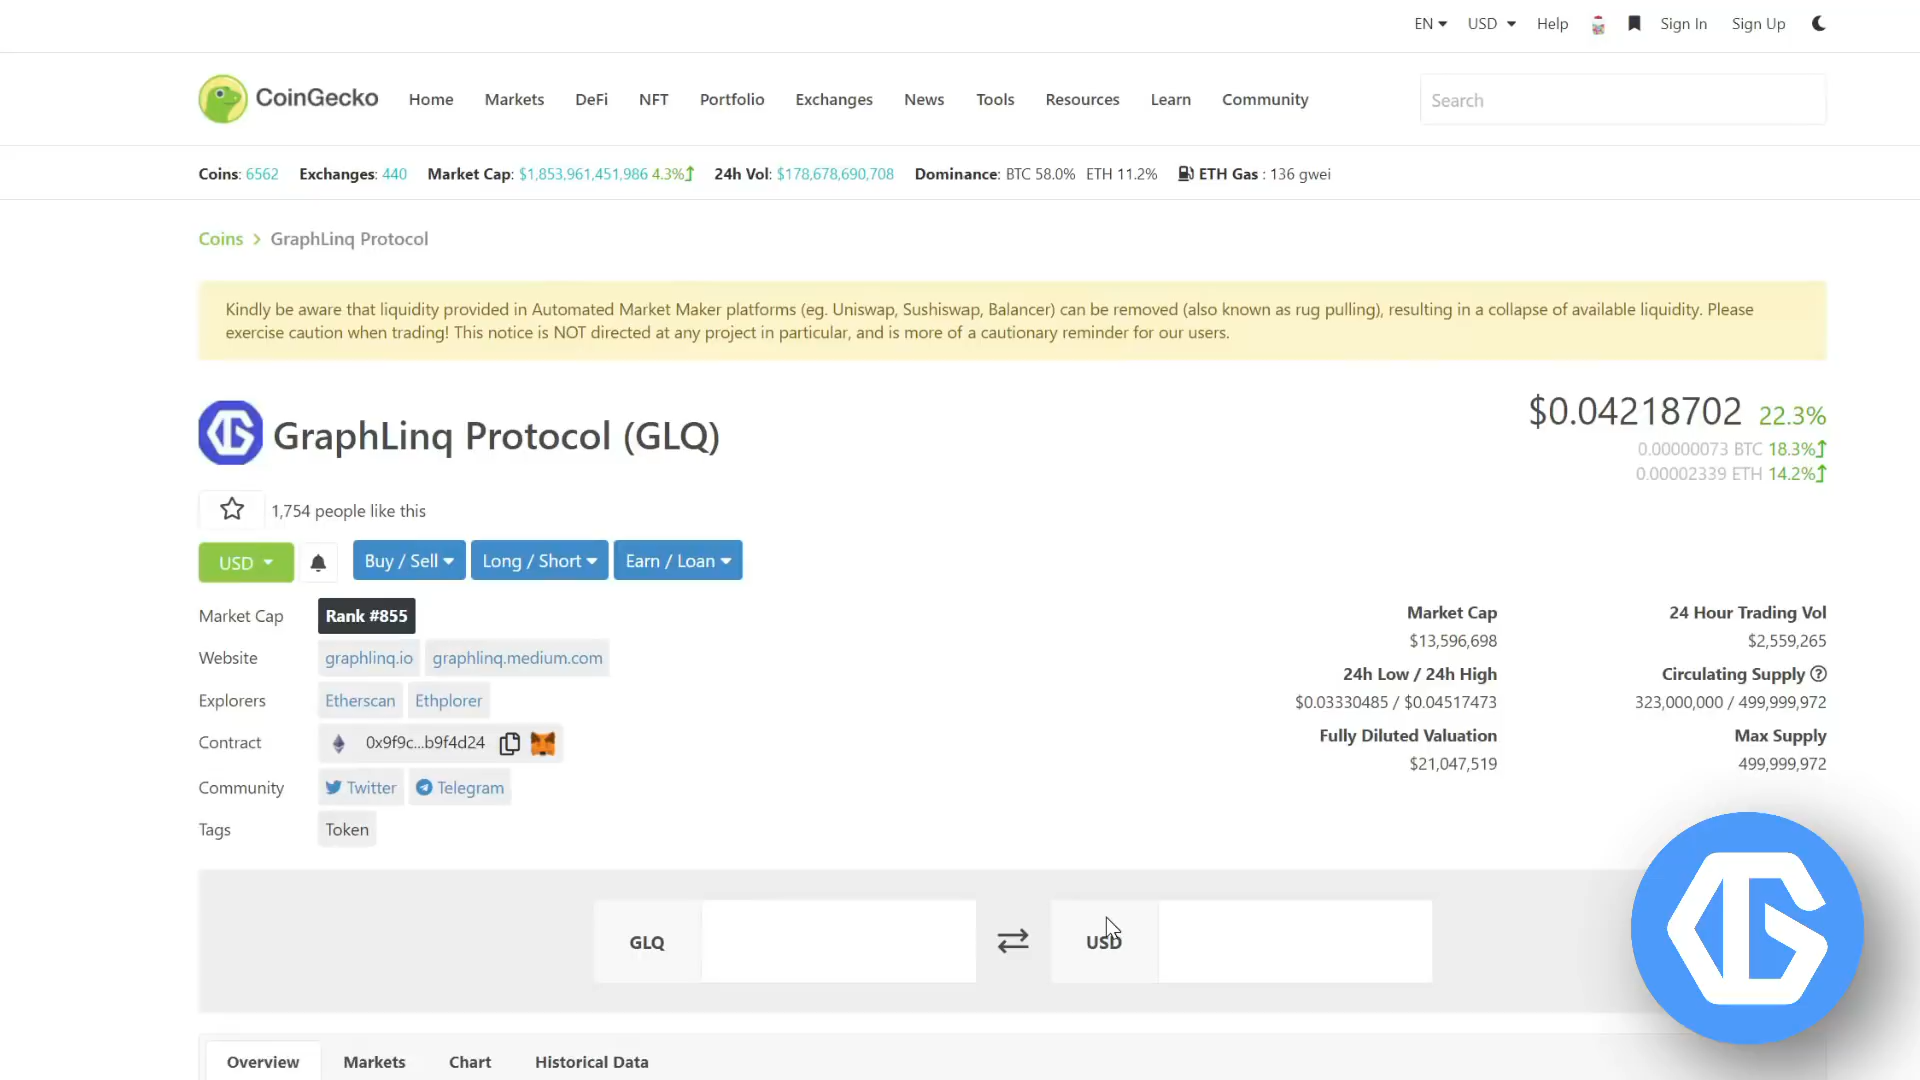 EN USD Help Sign In Sign Up
CoinGecko Home Markets DeFi NFT Portfolio Exchanges News Tools Resources Learn Community Search
Coins: 6562 Exchanges: 440 Market Cap: $1,853,961,451,986 4.3% 24h Vol: $178,678,690,708 Dominance: BTC 58.0% ETH 11.2% ETH Gas : 136 gwei
Coins > GraphLinq Protocol
Kindly be aware that liquidity provided in Automated Market Maker platforms (eg. Uniswap, Sushiswap, Balancer) can be removed (also known as rug pulling), resulting in a collapse of available liquidity. Please
exercise caution when trading! This notice is NOT directed at any project in particular, and is more of a cautionary reminder for our users.
GraphLinq Protocol (GLQ)
$0.04218702 22.3%
0.00000073 BTC 18.3%
0.00002339 ETH 14.2%
1,754 people like this
USD Buy / Sell Long / Short Earn / Loan
Market Cap Rank #855
Website graphlinq.io graphlinq.medium.com
Explorers Etherscan Ethplorer
Contract 0x9f9c...b9f4d24
Community Twitter Telegram
Tags Token
Market Cap 24 Hour Trading Vol
$13,596,698 $2,559,265
24h Low / 24h High Circulating Supply
$0.03330485 / $0.04517473 323,000,000 / 499,999,972
Fully Diluted Valuation Max Supply
$21,047,519 499,999,972
GLQ USD
Overview Markets Chart Historical Data